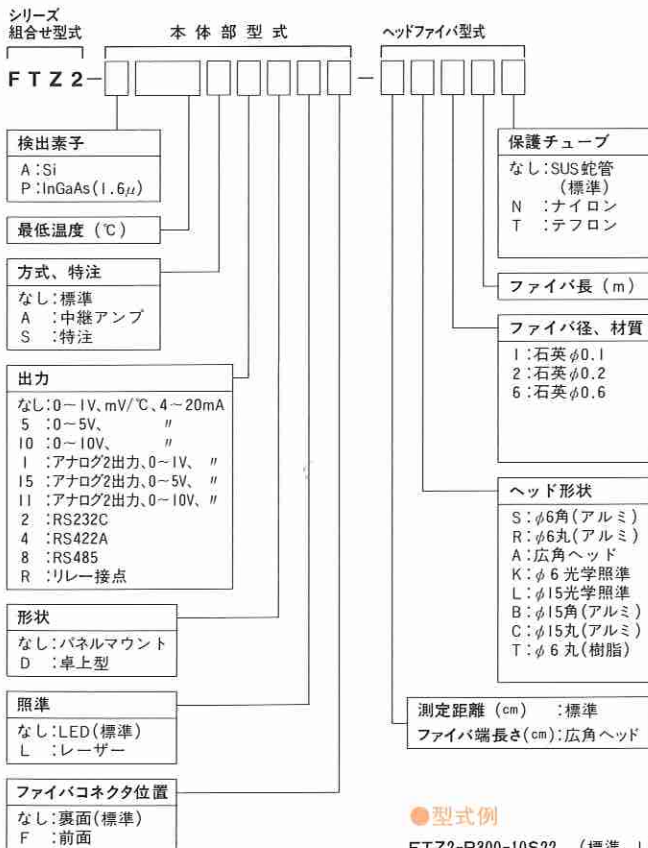 シリーズ
組合せ型式
本体部型式
ヘッドファイバ型式
FTZ2-
-
検出素子
A:Si
P:InGaAs(1.6μ)
最低温度(℃)
方式、特注
なし:標準
A :中継アンプ
S :特注
出力
なし:0～1V、mV/℃、4～20mA
5 :0～5V、 〃
10 :0～10V、 〃
1 :アナログ2出力、0～1V、 〃
15 :アナログ2出力、0～5V、 〃
11 :アナログ2出力、0～10V、 〃
2 :RS232C
4 :RS422A
8 :RS485
R :リレー接点
形状
なし:パネルマウント
D :卓上型
照準
なし:LED(標準)
L :レーザー
ファイバコネクタ位置
なし:裏面(標準)
F :前面
保護チューブ
なし:SUS蛇管
(標準)
N :ナイロン
T :テフロン
ファイバ長(m)
ファイバ径、材質
1:石英φ0.1
2:石英φ0.2
6:石英φ0.6
ヘッド形状
S:φ6角(アルミ)
R:φ6丸(アルミ)
A:広角ヘッド
K:φ6光学照準
L:φ15光学照準
B:φ15角(アルミ)
C:φ15丸(アルミ)
T:φ6丸(樹脂)
測定距離(cm) :標準
ファイバ端長さ(cm):広角ヘッド
●型式例
FTZ2-P300-10S22 (標準